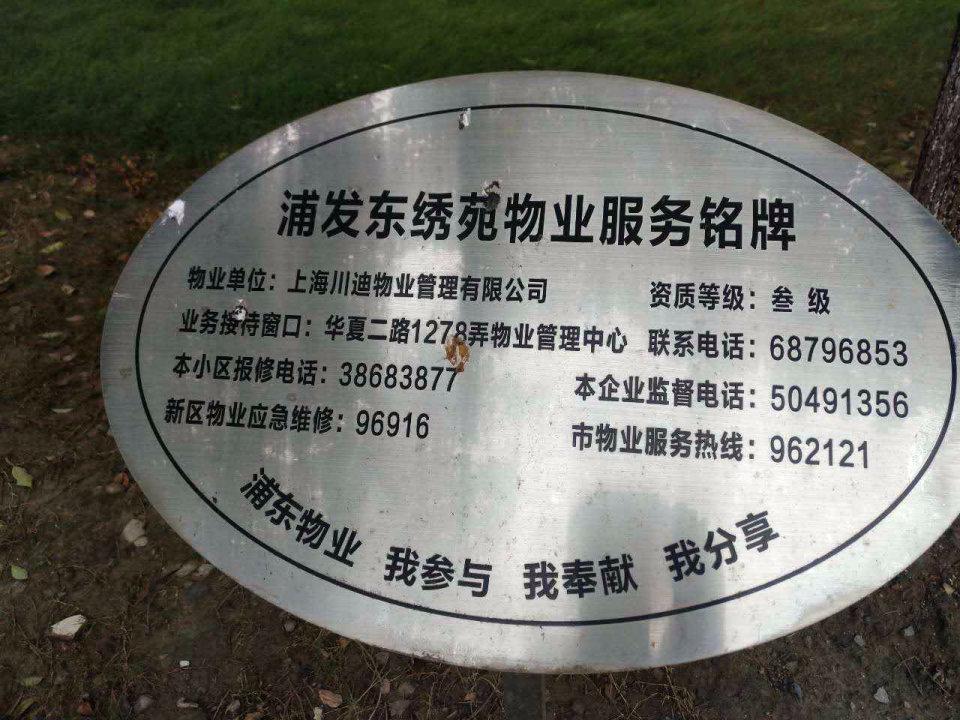 浦发东绣苑物业服务铭牌
物业单位：上海川迪物业管理有限公司 资质等级：叁 级
业务接待窗口：华夏二路1278弄物业管理中心 联系电话：68796853
本小区报修电话：38683877 本企业监督电话：50491356
新区物业应急维修：96916 市物业服务热线：962121
浦东物业 我参与 我奉献 我分享